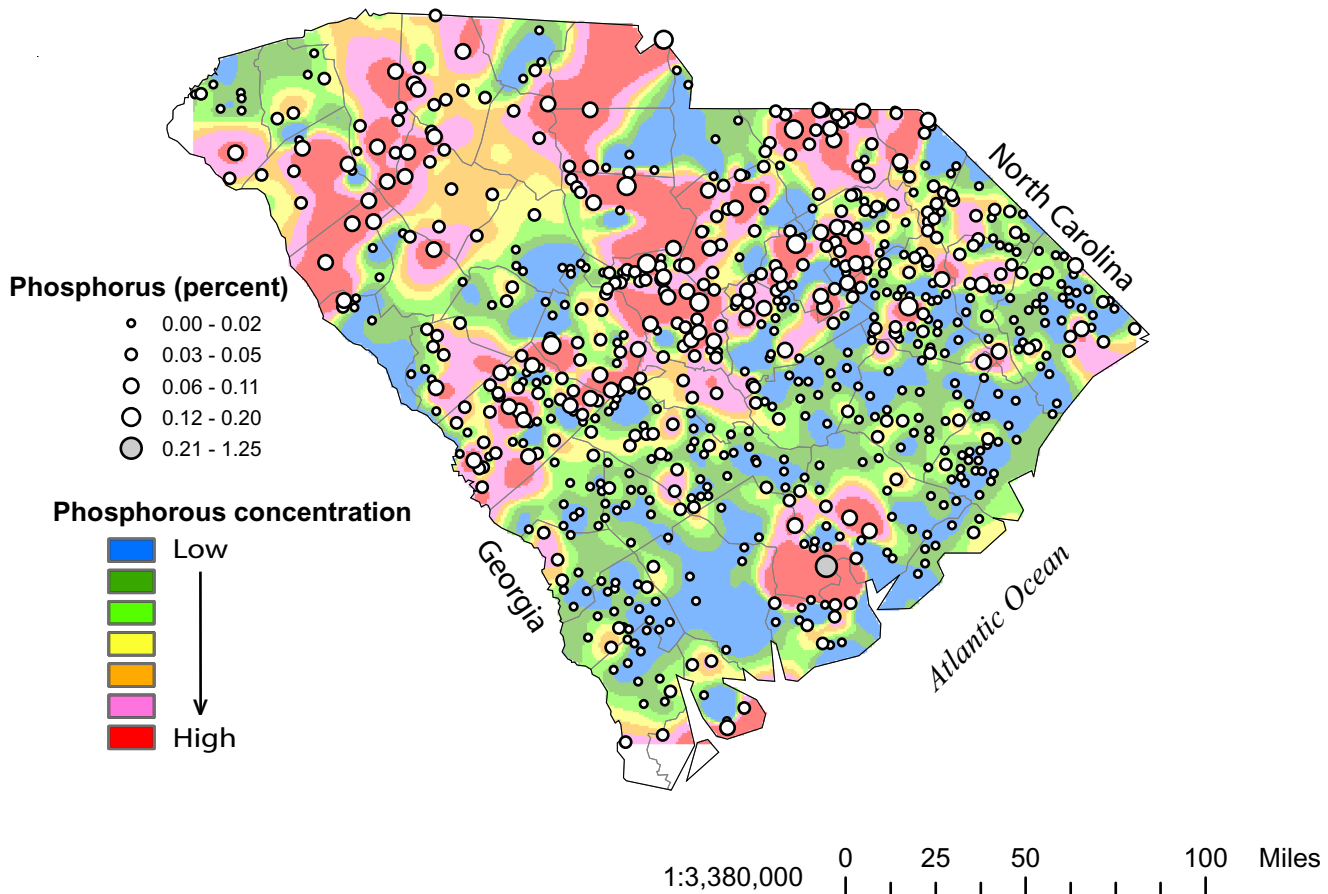 North Carolina
Phosphorus (percent)
0.00 - 0.02
0.03 - 0.05
0.06 - 0.11
0.12 - 0.20
0.21 - 1.25
Phosphorous concentration
Low
High
Georgia
Atlantic Ocean
1:3,380,000
0 25 50 100 Miles